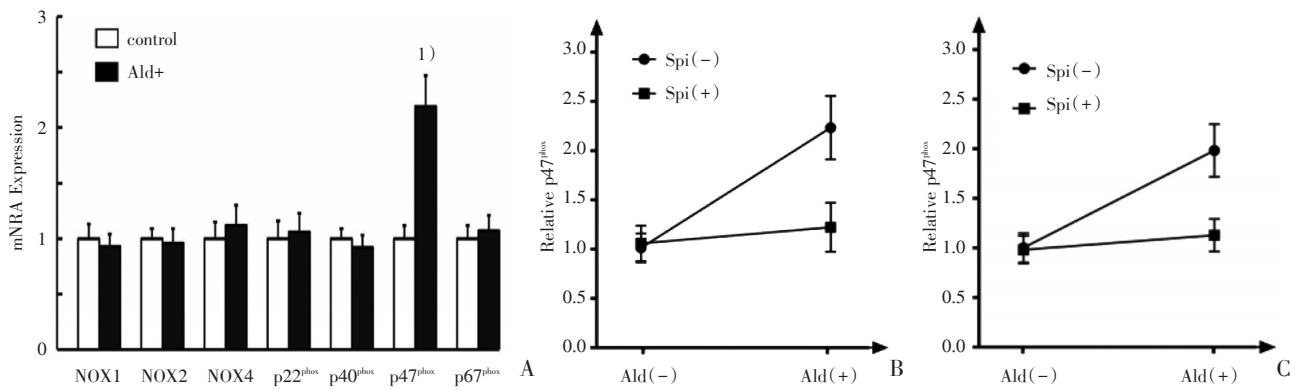 3
2
1
0
mNRA Expression
control
Ald+
1)
NOX1 NOX2 NOX4 p22phox p40phox p47phox p67phox
A
3.0
2.5
2.0
1.5
1.0
0.5
0.0
Relative p47phox
Spi(-)
Spi(+)
Ald(-) Ald(+)
B
3.0
2.5
2.0
1.5
1.0
0.5
0.0
Relative p47phox
Spi(-)
Spi(+)
Ald(-) Ald(+)
C